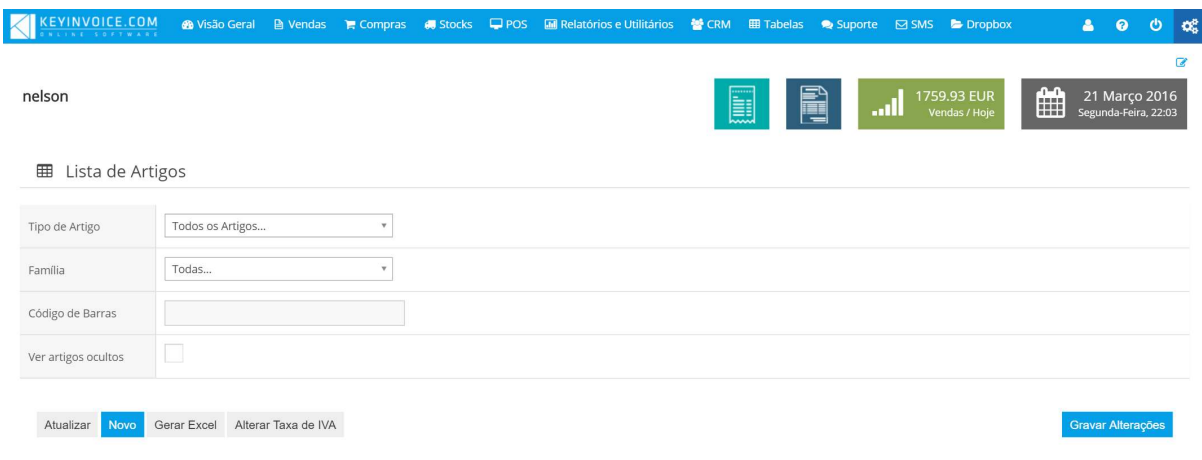 KEYINVOICE.COM Visão Geral Vendas Compras Stocks POS Relatórios e Utilitários CRM Tabelas Suporte SMS Dropbox
ONLINE SOFTWARE
nelson
1759.93 EUR
Vendas / Hoje
21 Março 2016
Segunda-Feira, 22:03
Lista de Artigos
Tipo de Artigo Todos os Artigos...
Família Todas...
Código de Barras
Ver artigos ocultos
Atualizar Novo Gerar Excel Alterar Taxa de IVA Gravar Alterações